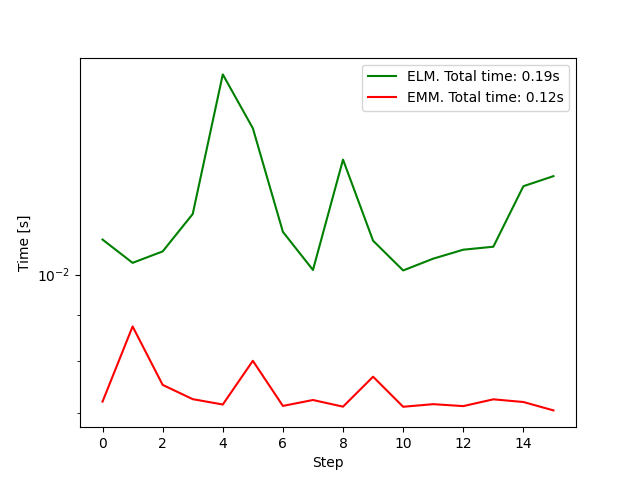 ELM. Total time: 0.19s
EMM. Total time: 0.12s
Time [s]
10⁻²
0 2 4 6 8 10 12 14
Step